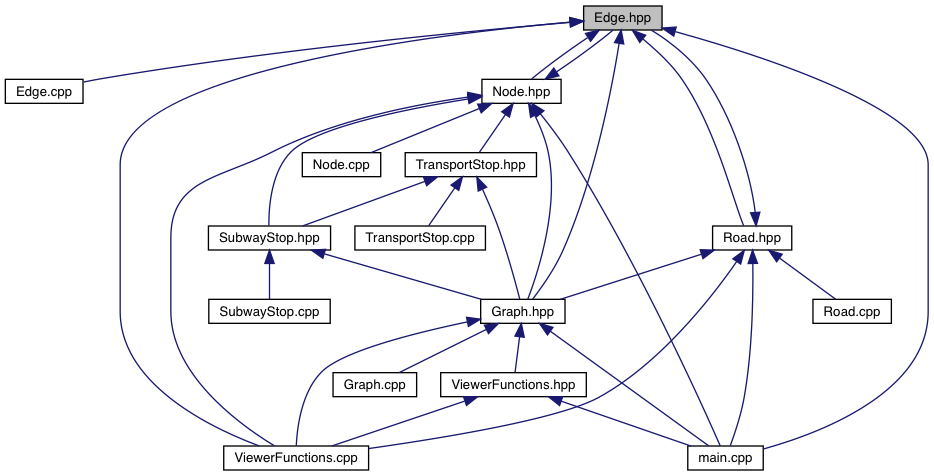 Edge.hpp
Edge.cpp
Node.hpp
Node.cpp
TransportStop.hpp
SubwayStop.hpp
TransportStop.cpp
Road.hpp
SubwayStop.cpp
Graph.hpp
Road.cpp
Graph.cpp
ViewerFunctions.hpp
ViewerFunctions.cpp
main.cpp